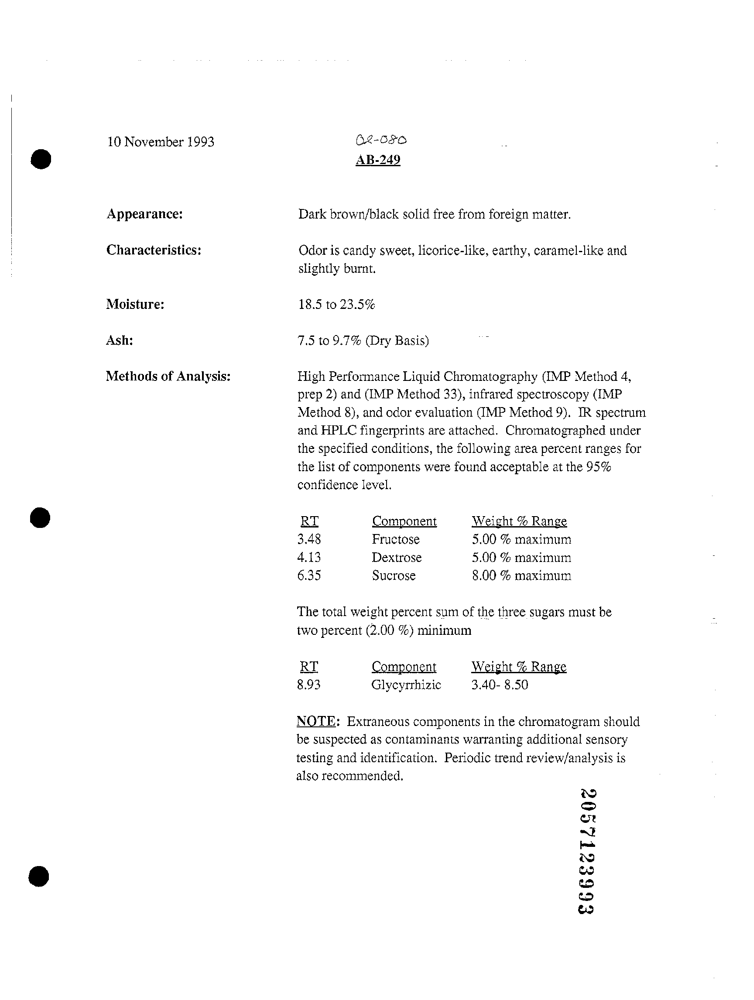 10 November 1993
AB-249
Appearance: Dark brown/black solid free from foreign matter.
Characteristics: Odor is candy sweet, licorice-like, earthy, caramel-like and
slightly burnt.
Moisture: 18.5 to 23.5%
Ash: 7.5 to 9.7% (Dry Basis)
Methods of Analysis: High Performance Liquid Chromatography (IMP Method 4,
prep 2) and (IMP Method 33), infrared spectroscopy (IMP
Method 8), and odor evaluation (IMP Method 9). IR spectrum
and HPLC fingerprints are attached. Chromatographed under
the specified conditions, the following area percent ranges for
the list of components were found acceptable at the 95%
confidence level.
RT Component Weight % Range
3.48 Fructose 5.00 % maximum
4.13 Dextrose 5.00 % maximum
6.35 Sucrose 8.00 % maximum
The total weight percent sum of the three sugars must be
two percent (2.00 %) minimum
RT Component Weight % Range
8.93 Glycyrrhizic 3.40- 8.50
NOTE: Extraneous components in the chromatogram should
be suspected as contaminants warranting additional sensory
testing and identification. Periodic trend review/analysis is
also recommended.
2057123993